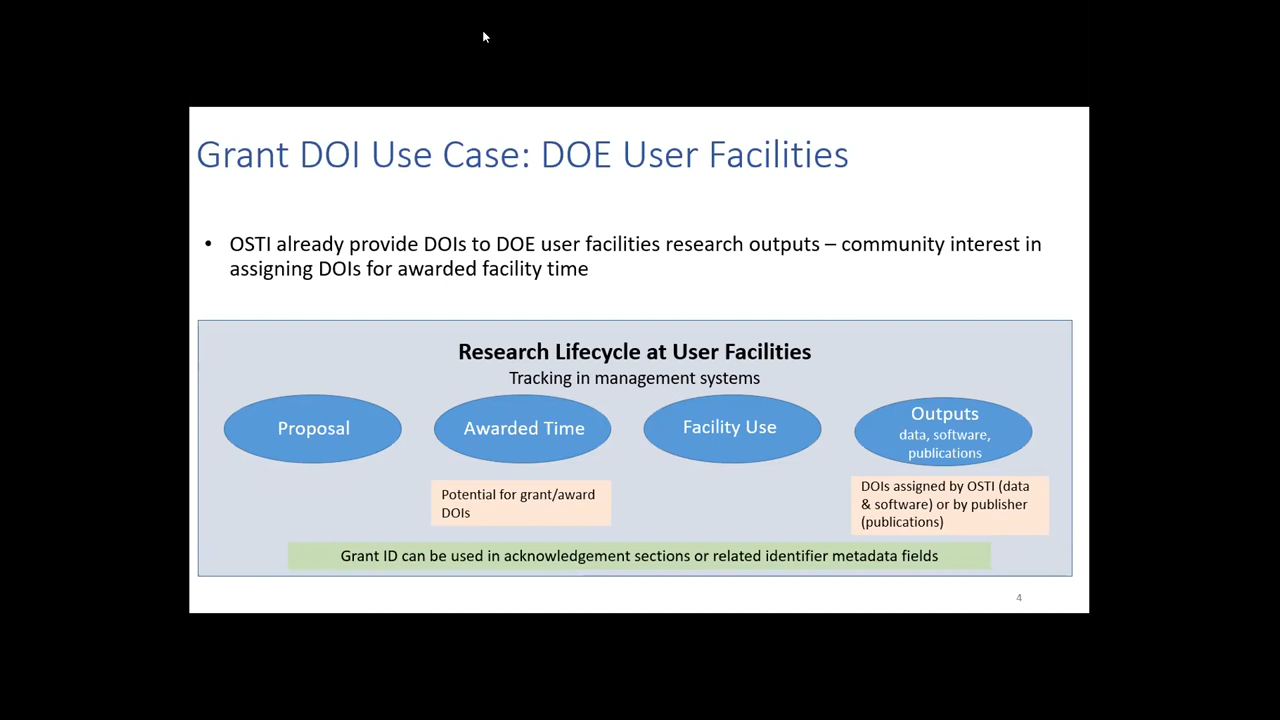 Grant DOI Use Case: DOE User Facilities
• OSTI already provide DOIs to DOE user facilities research outputs – community interest in
assigning DOIs for awarded facility time
Research Lifecycle at User Facilities
Tracking in management systems
Proposal
Awarded Time
Facility Use
Outputs
data, software,
publications
Potential for grant/award
DOIs
DOIs assigned by OSTI (data
& software) or by publisher
(publications)
Grant ID can be used in acknowledgement sections or related identifier metadata fields
4